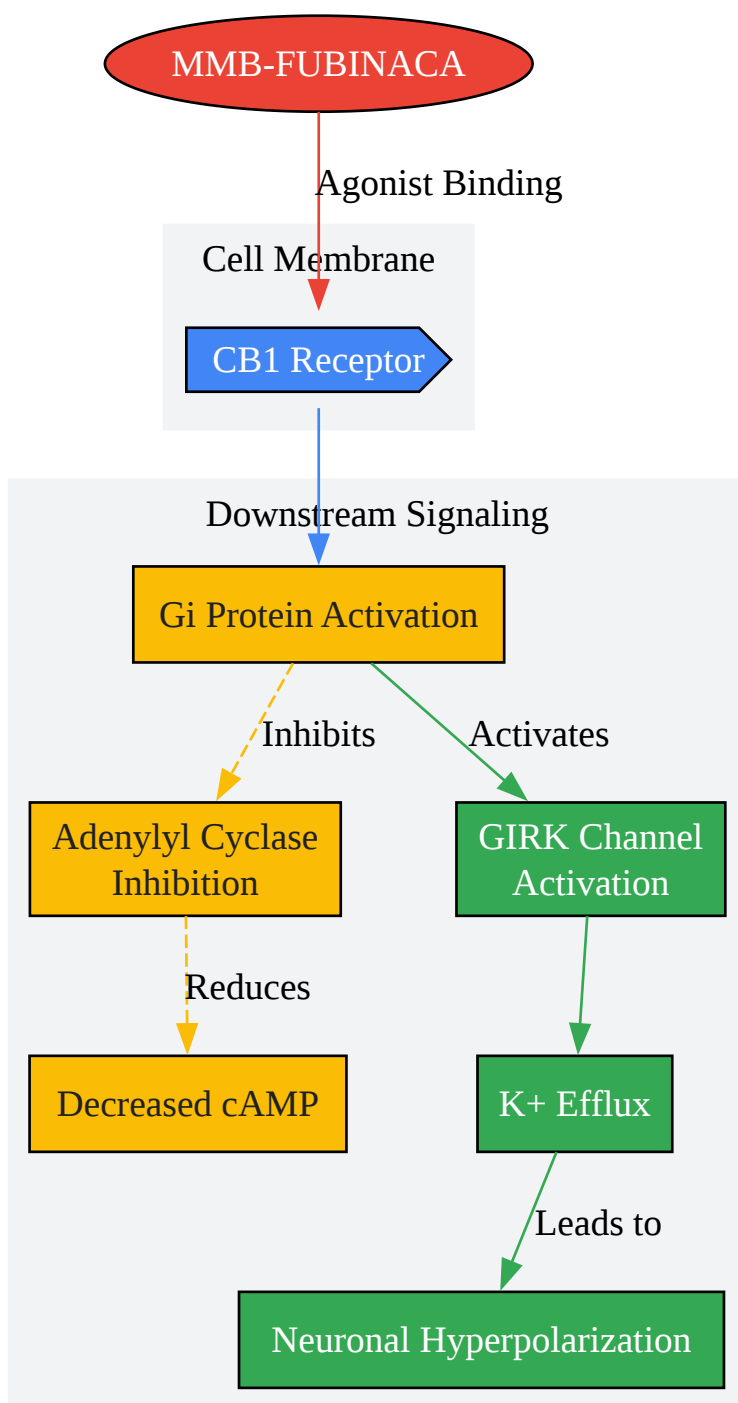 MMB-FUBINACA
Agonist Binding
Cell Membrane
CB1 Receptor
Downstream Signaling
Gi Protein Activation
Inhibits
Activates
Adenylyl Cyclase
Inhibition
GIRK Channel
Activation
Reduces
Decreased cAMP
K+ Efflux
Leads to
Neuronal Hyperpolarization